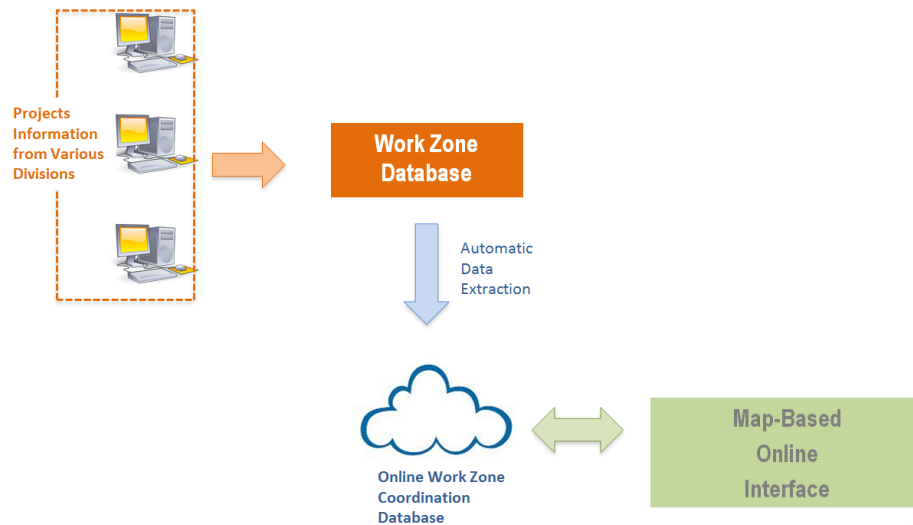 Projects
Information
from Various
Divisions
Work Zone
Database
Automatic
Data
Extraction
Online Work Zone
Coordination
Database
Map-Based
Online
Interface